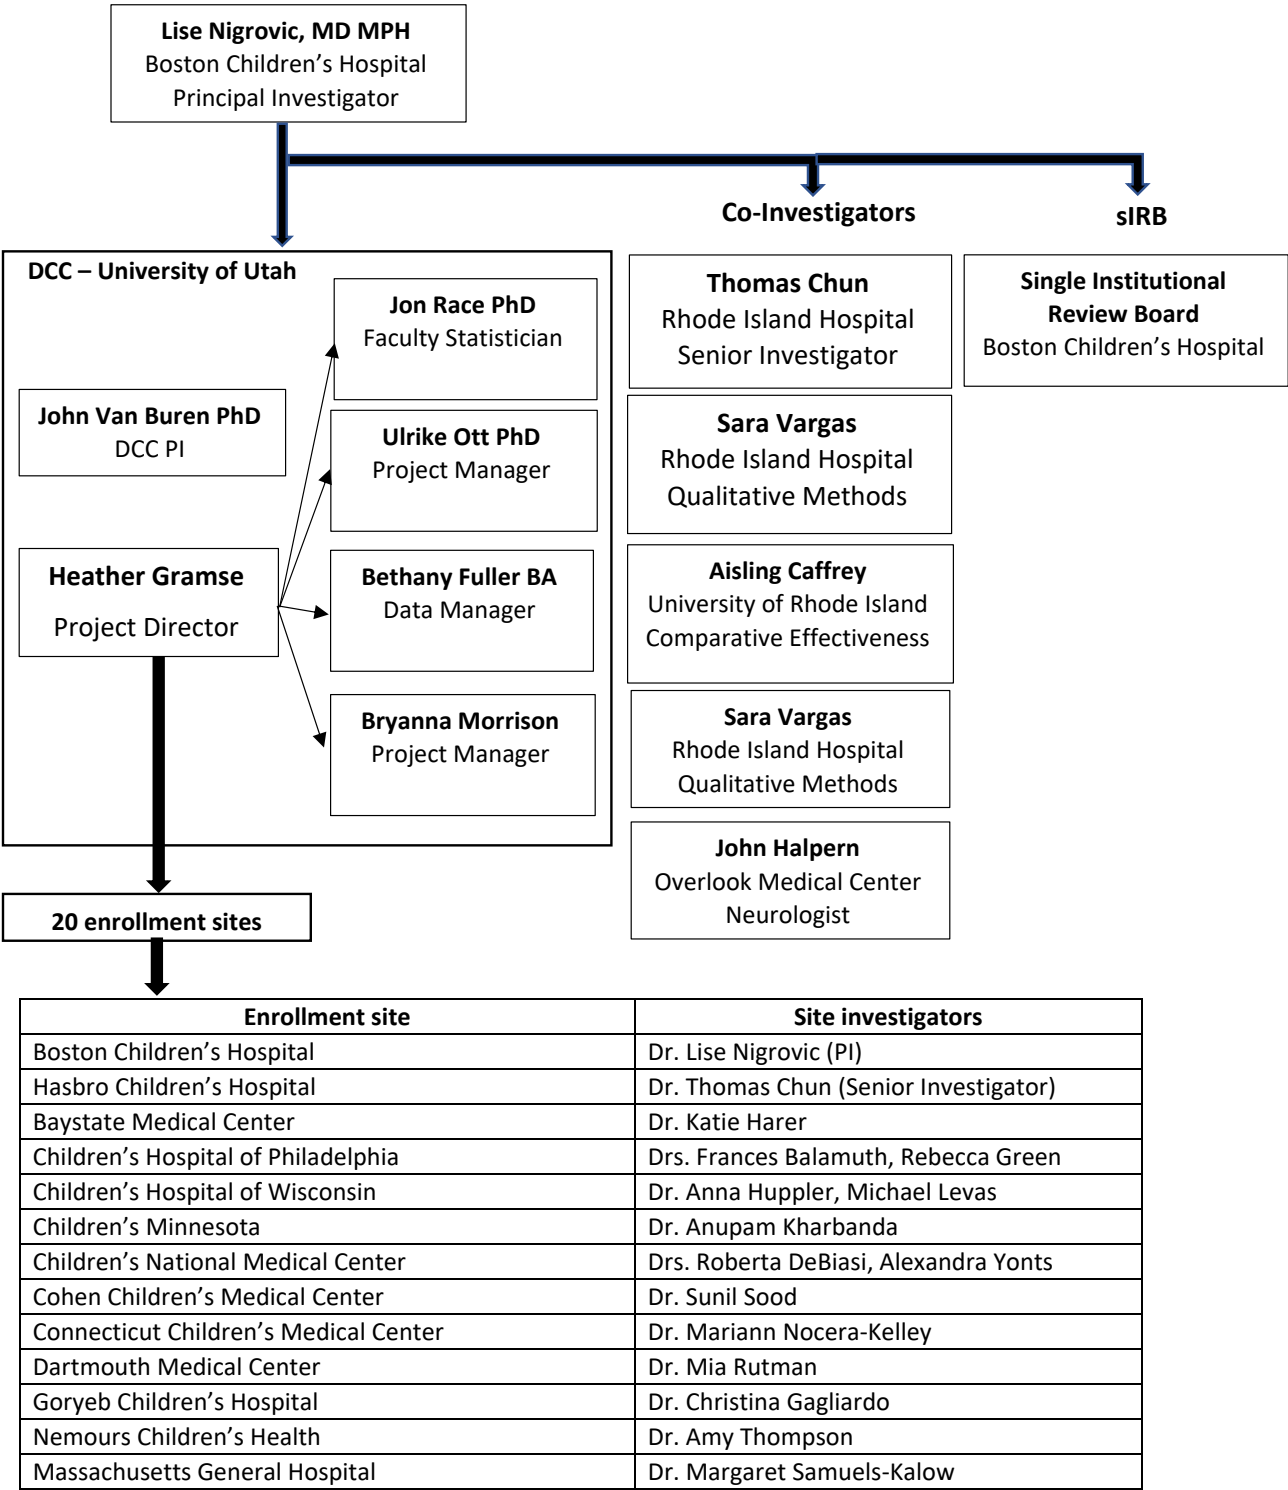 Lise Nigrovic, MD MPH
Boston Children's Hospital
Principal Investigator
Co-Investigators
sIRB
DCC – University of Utah
John Van Buren PhD
DCC PI
Heather Gramse
Project Director
Jon Race PhD
Faculty Statistician
Ulrike Ott PhD
Project Manager
Bethany Fuller BA
Data Manager
Bryanna Morrison
Project Manager
Thomas Chun
Rhode Island Hospital
Senior Investigator
Sara Vargas
Rhode Island Hospital
Qualitative Methods
Aisling Caffrey
University of Rhode Island
Comparative Effectiveness
Sara Vargas
Rhode Island Hospital
Qualitative Methods
John Halpern
Overlook Medical Center
Neurologist
Single Institutional
Review Board
Boston Children's Hospital
20 enrollment sites
Enrollment site Site investigators
Boston Children's Hospital Dr. Lise Nigrovic (PI)
Hasbro Children's Hospital Dr. Thomas Chun (Senior Investigator)
Baystate Medical Center Dr. Katie Harer
Children's Hospital of Philadelphia Drs. Frances Balamuth, Rebecca Green
Children's Hospital of Wisconsin Dr. Anna Huppler, Michael Levas
Children's Minnesota Dr. Anupam Kharbanda
Children's National Medical Center Drs. Roberta DeBiasi, Alexandra Yonts
Cohen Children's Medical Center Dr. Sunil Sood
Connecticut Children's Medical Center Dr. Mariann Nocera-Kelley
Dartmouth Medical Center Dr. Mia Rutman
Goryeb Children's Hospital Dr. Christina Gagliardo
Nemours Children's Health Dr. Amy Thompson
Massachusetts General Hospital Dr. Margaret Samuels-Kalow